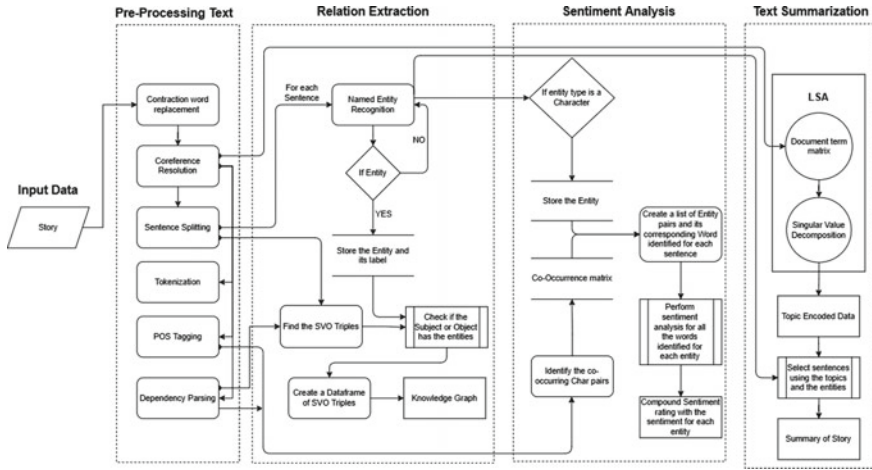 Pre-Processing Text
Relation Extraction
Sentiment Analysis
Text Summarization
Input Data
Story
Contraction word
replacement
Coreference
Resolution
Sentence Splitting
Tokenization
POS Tagging
Dependency Parsing
For each
Sentence
Named Entity
Recognition
NO
If Entity
YES
Store the Entity and
its label
Find the SVO Triples
Check if the
Subject or Object
has the entities
Create a Dataframe
of SVO Triples
Knowledge Graph
If entity type is a
Character
Store the Entity
Co-Occurrence matrix
Identify the co-
occurring Char pairs
Create a list of Entity
pairs and its
corresponding Word
identified for each
sentence
Perform
sentiment
analysis for all
the words
identified for
each entity
Compound Sentiment
rating with the
sentiment for each
entity
LSA
Document term
matrix
Singular Value
Decomposition
Topic Encoded Data
Select sentences
using the topics
and the entities
Summary of Story